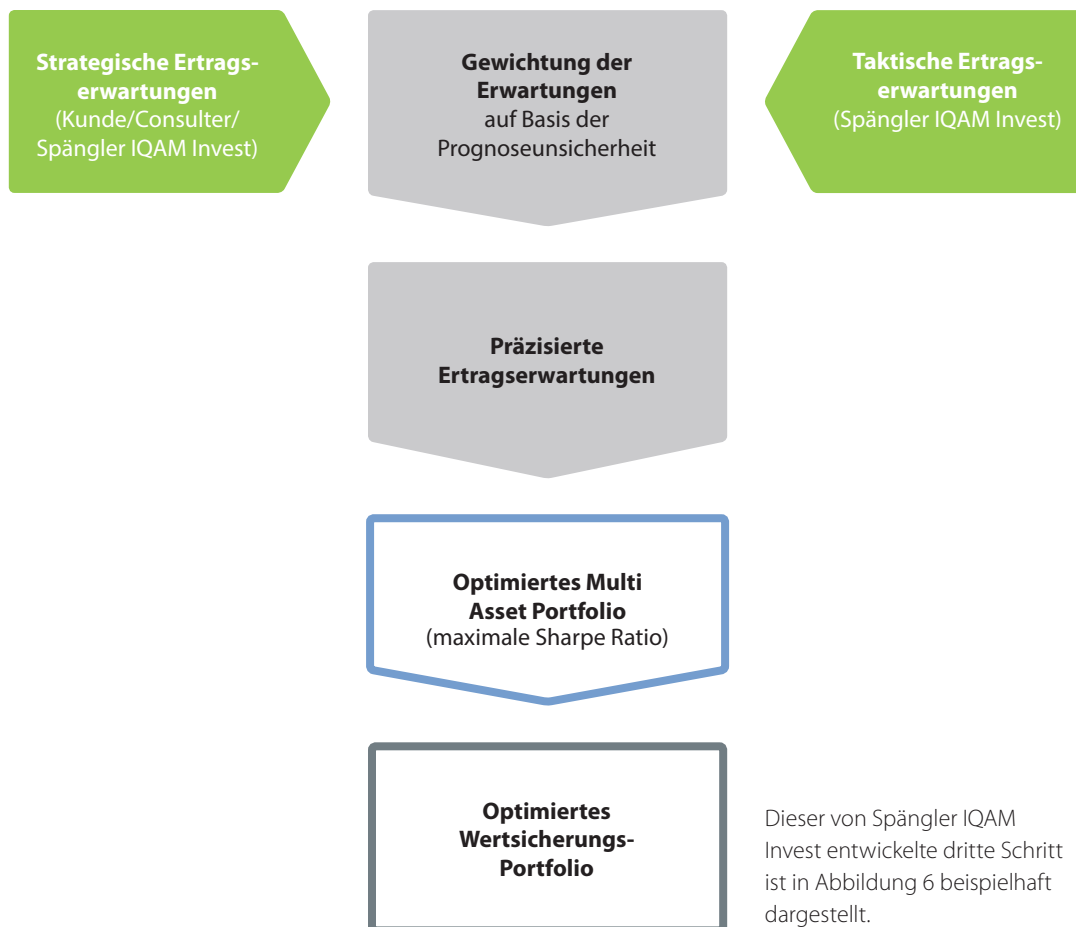 Strategische Ertrags-
erwartungen
(Kunde/Consulter/
Spängler IQAM Invest)
Gewichtung der
Erwartungen
auf Basis der
Prognoseunsicherheit
Taktische Ertrags-
erwartungen
(Spängler IQAM Invest)
Präzisierte
Ertragserwartungen
Optimiertes Multi
Asset Portfolio
(maximale Sharpe Ratio)
Optimiertes
Wertsicherungs-
Portfolio
Dieser von Spängler IQAM
Invest entwickelte dritte Schritt
ist in Abbildung 6 beispielhaft
dargestellt.